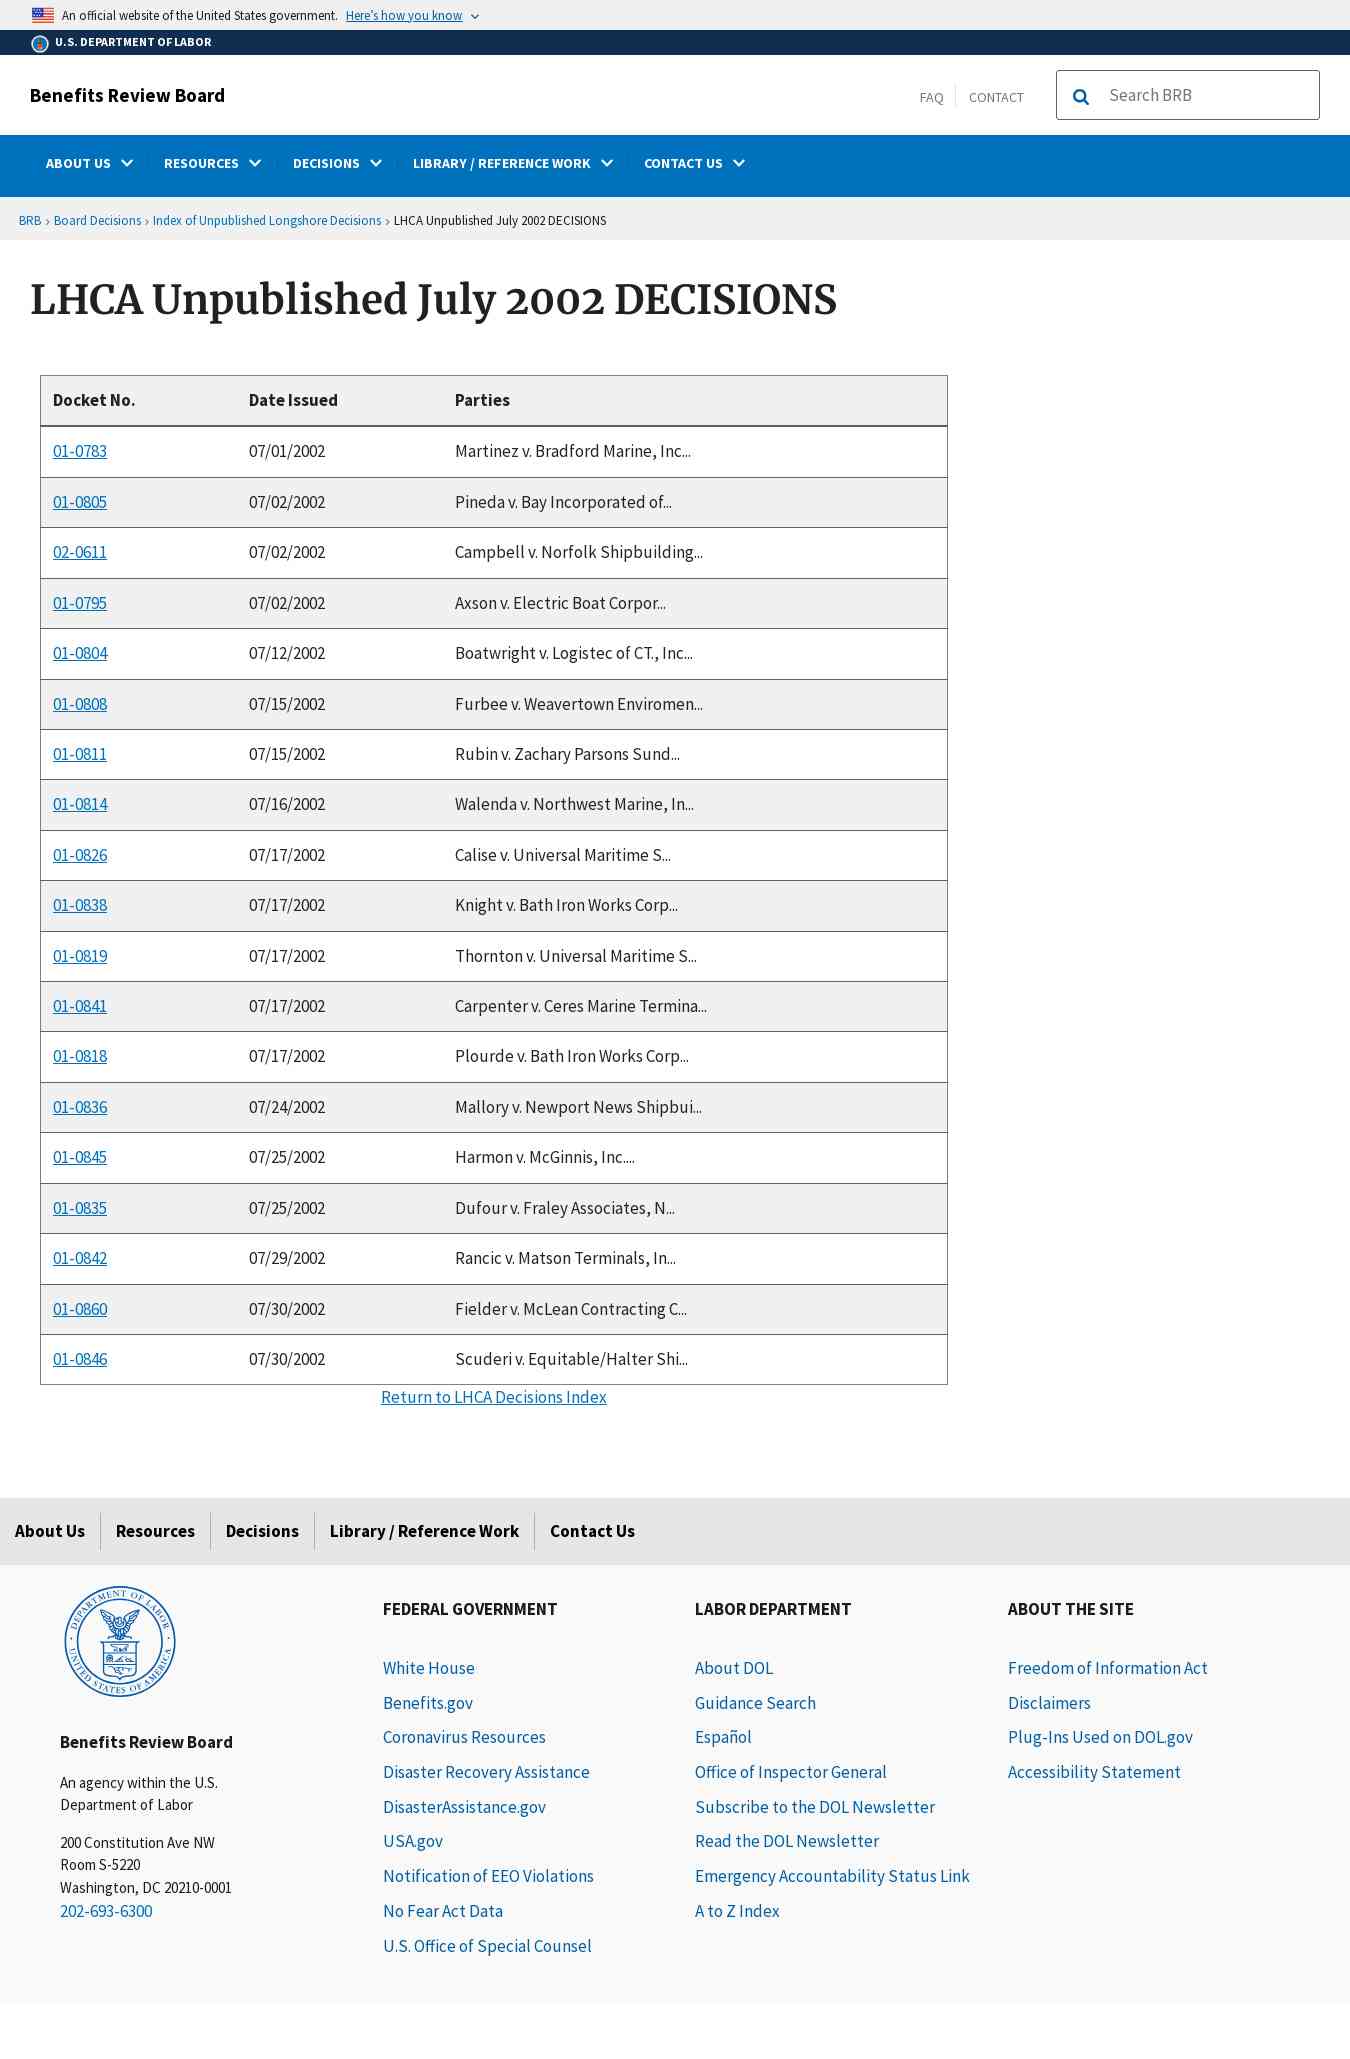 An official website of the United States government. Here's how you know
U.S. DEPARTMENT OF LABOR
Benefits Review Board
FAQ
CONTACT
Search BRB
ABOUT US
RESOURCES
DECISIONS
LIBRARY / REFERENCE WORK
CONTACT US
BRB › Board Decisions › Index of Unpublished Longshore Decisions › LHCA Unpublished July 2002 DECISIONS
LHCA Unpublished July 2002 DECISIONS
Docket No. Date Issued Parties
01-0783 07/01/2002 Martinez v. Bradford Marine, Inc...
01-0805 07/02/2002 Pineda v. Bay Incorporated of...
02-0611 07/02/2002 Campbell v. Norfolk Shipbuilding...
01-0795 07/02/2002 Axson v. Electric Boat Corpor...
01-0804 07/12/2002 Boatwright v. Logistec of CT., Inc...
01-0808 07/15/2002 Furbee v. Weavertown Enviromen...
01-0811 07/15/2002 Rubin v. Zachary Parsons Sund...
01-0814 07/16/2002 Walenda v. Northwest Marine, In...
01-0826 07/17/2002 Calise v. Universal Maritime S...
01-0838 07/17/2002 Knight v. Bath Iron Works Corp...
01-0819 07/17/2002 Thornton v. Universal Maritime S...
01-0841 07/17/2002 Carpenter v. Ceres Marine Termina...
01-0818 07/17/2002 Plourde v. Bath Iron Works Corp...
01-0836 07/24/2002 Mallory v. Newport News Shipbui...
01-0845 07/25/2002 Harmon v. McGinnis, Inc....
01-0835 07/25/2002 Dufour v. Fraley Associates, N...
01-0842 07/29/2002 Rancic v. Matson Terminals, In...
01-0860 07/30/2002 Fielder v. McLean Contracting C...
01-0846 07/30/2002 Scuderi v. Equitable/Halter Shi...
Return to LHCA Decisions Index
About Us
Resources
Decisions
Library / Reference Work
Contact Us
DEPARTMENT OF LABOR
UNITED STATES OF AMERICA
Benefits Review Board
An agency within the U.S.
Department of Labor
200 Constitution Ave NW
Room S-5220
Washington, DC 20210-0001
202-693-6300
FEDERAL GOVERNMENT
White House
Benefits.gov
Coronavirus Resources
Disaster Recovery Assistance
DisasterAssistance.gov
USA.gov
Notification of EEO Violations
No Fear Act Data
U.S. Office of Special Counsel
LABOR DEPARTMENT
About DOL
Guidance Search
Español
Office of Inspector General
Subscribe to the DOL Newsletter
Read the DOL Newsletter
Emergency Accountability Status Link
A to Z Index
ABOUT THE SITE
Freedom of Information Act
Disclaimers
Plug-Ins Used on DOL.gov
Accessibility Statement